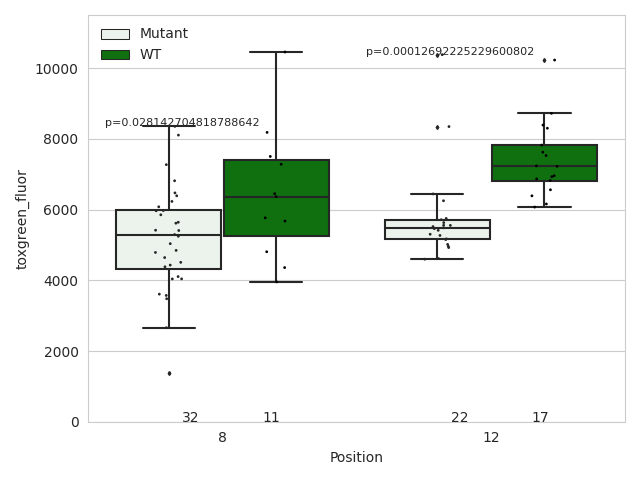 Mutant
WT
p=0.00012692225229600802
p=0.028142704818788642
toxgreen_fluor
10000
8000
6000
4000
2000
0
32 11 22 17
8 12
Position